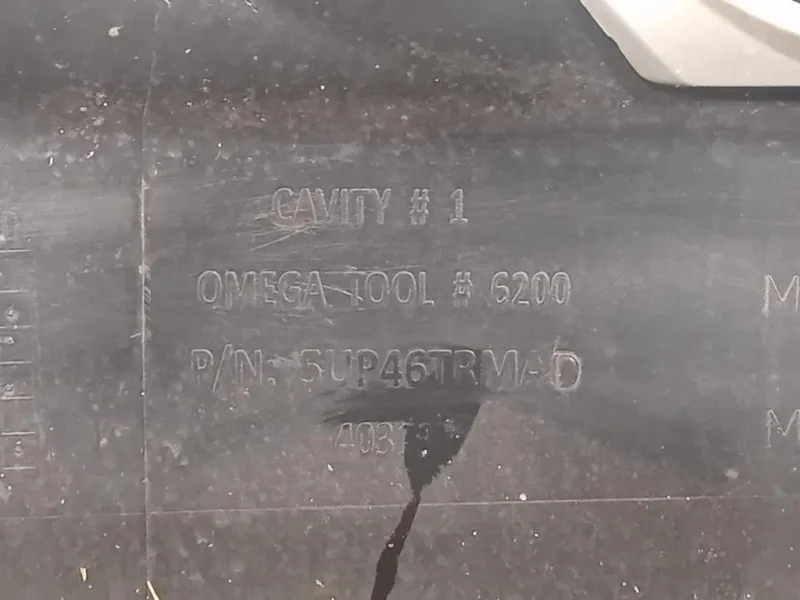 CAVITY # 1
OMEGA TOOL # 6200
P/N: 5UP46TRMAD